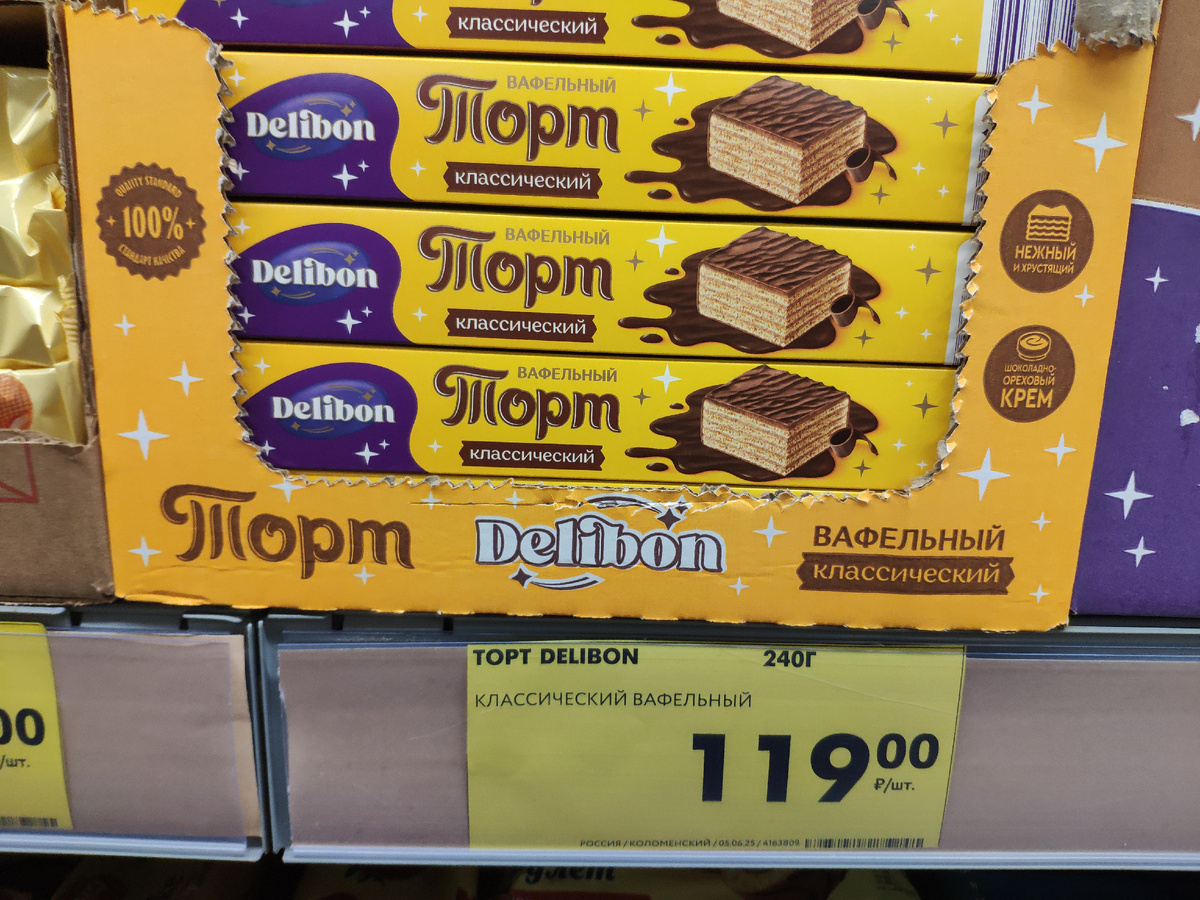 классический
Delibon
ВАФЕЛЬНЫЙ
Торт
классический
Delibon
ВАФЕЛЬНЫЙ
Торт
классический
Delibon
ВАФЕЛЬНЫЙ
Торт
классический
QUALITY STANDARD
100%
СТАНДАРТ КАЧЕСТВА
НЕЖНЫЙ
И ХРУСТЯЩИЙ
ШОКОЛАДНО-
ОРЕХОВЫЙ
КРЕМ
Торт
Delibon
ВАФЕЛЬНЫЙ
классический
00
/шт.
ТОРТ DELIBON 240Г
КЛАССИЧЕСКИЙ ВАФЕЛЬНЫЙ
119 00
₽/шт.
РОССИЯ / КОЛОМЕНСКИЙ / 05.06.25 / 4163809